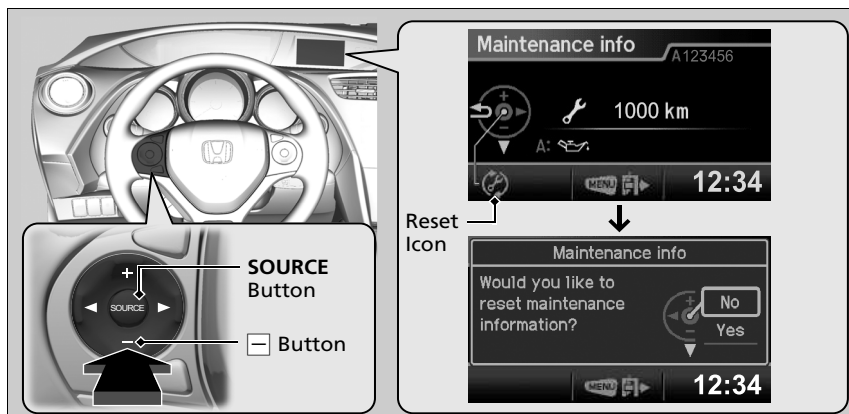 Maintenance info
A123456
+
−
1000 km
A:
MENU
12:34
Reset
Icon
Maintenance info
Would you like to
reset maintenance
information?
+
No
Yes
MENU
12:34
+
SOURCE
−
SOURCE
Button
− Button